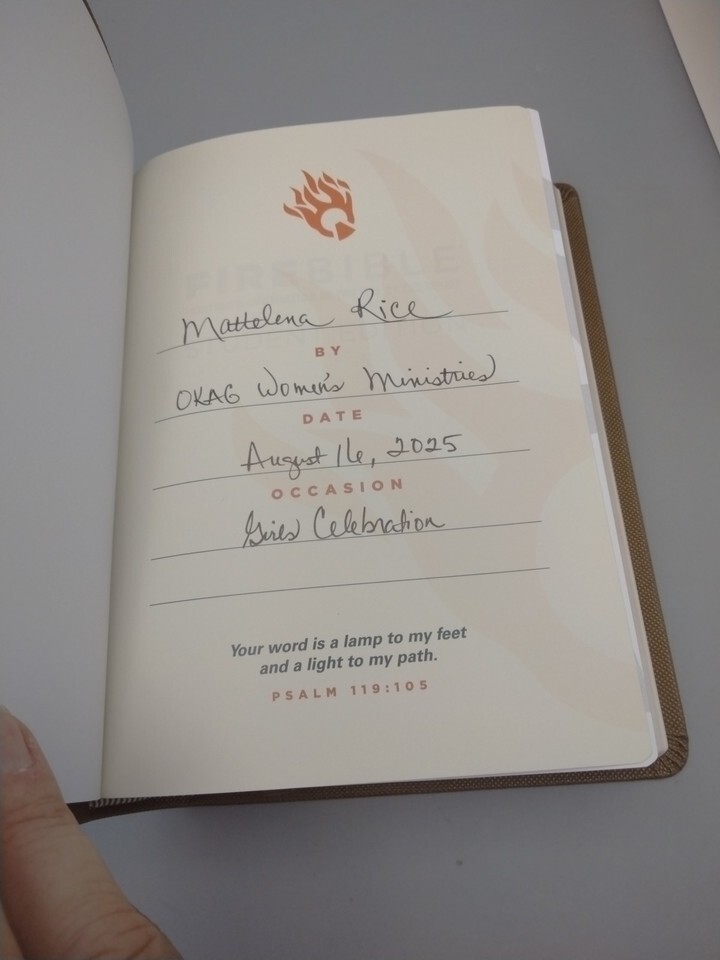 FIREBIBLE
Mattelena Rice
BY
OKAG Women's Ministries
DATE
August 16, 2025
OCCASION
Girls Celebration
Your word is a lamp to my feet
and a light to my path.
PSALM 119:105